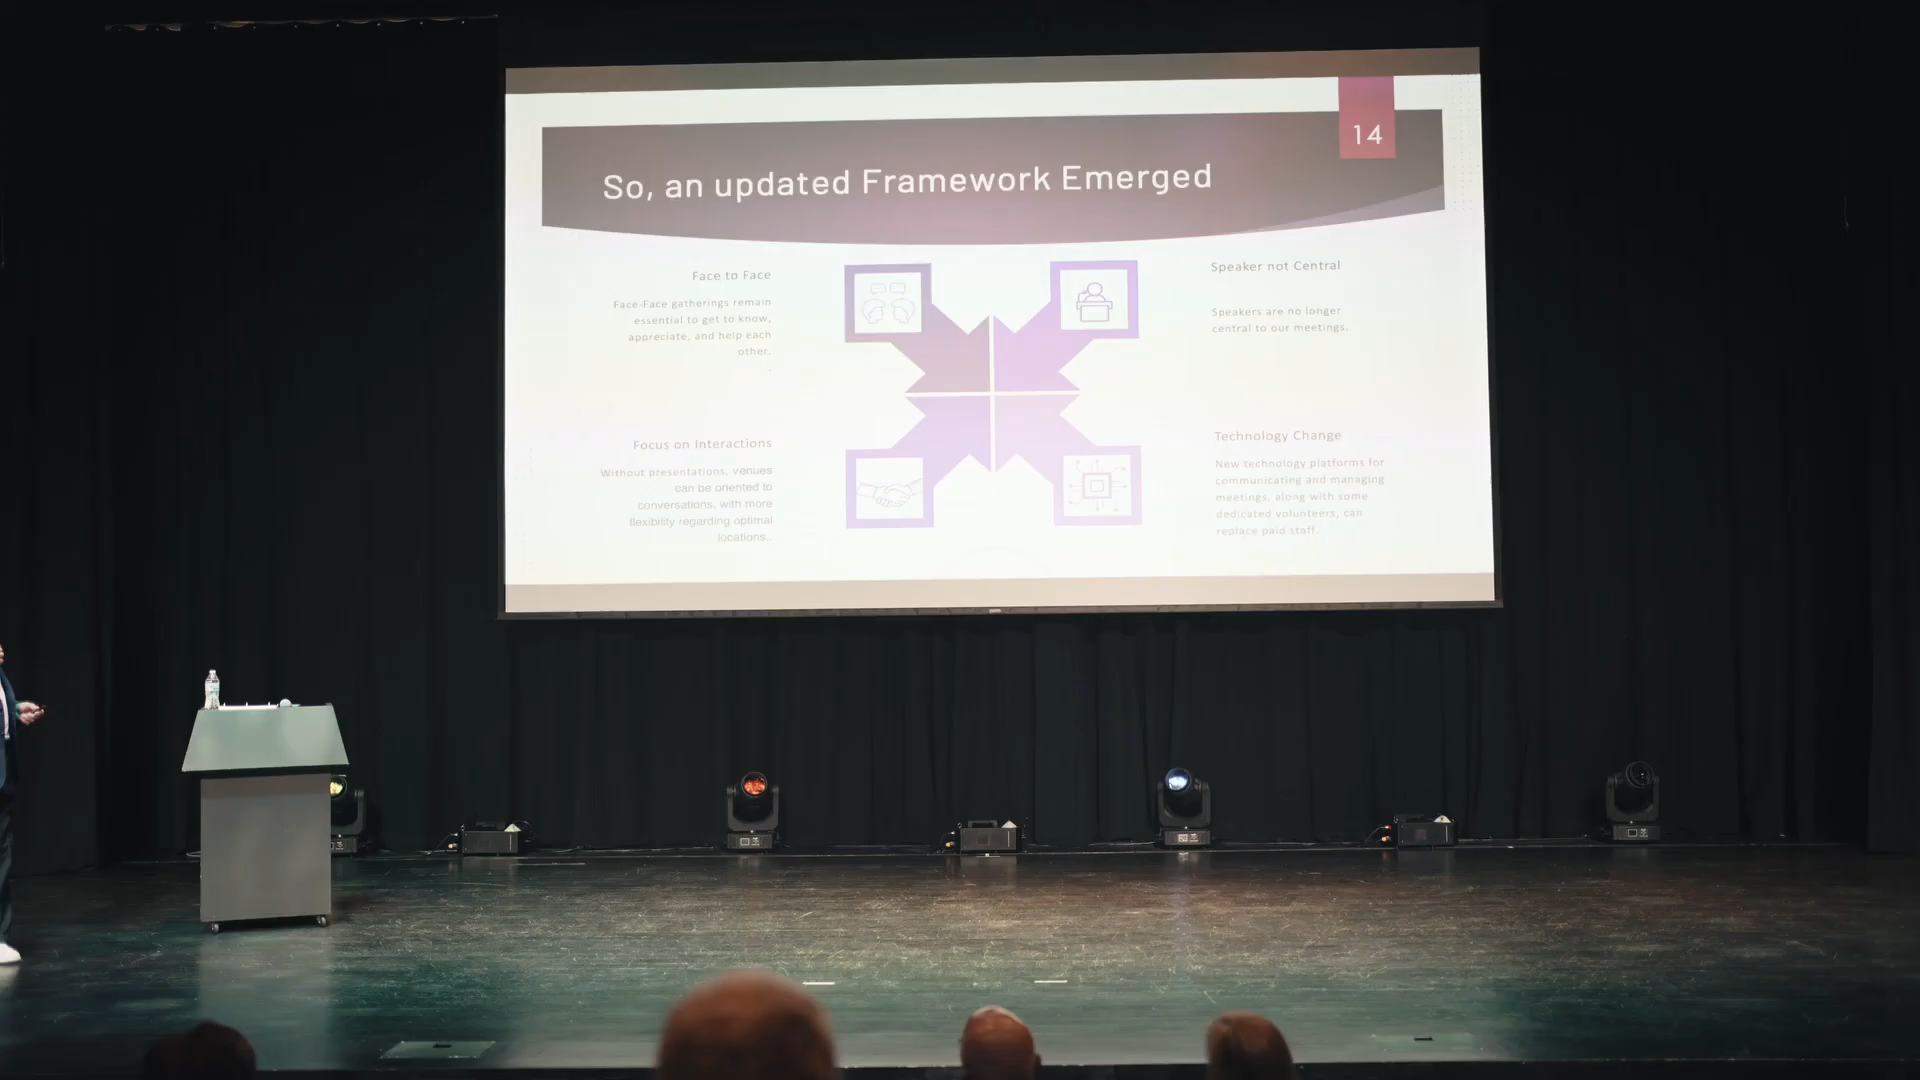 14
So, an updated Framework Emerged
Face to Face
Face-Face gatherings remain
essential to get to know,
appreciate, and help each
other.
Speaker not Central
Speakers are no longer
central to our meetings.
Focus on Interactions
Without presentations, venues
can be oriented to
conversations, with more
flexibility regarding optimal
locations..
Technology Change
New technology platforms for
communicating and managing
meetings, along with some
dedicated volunteers, can
replace paid staff.